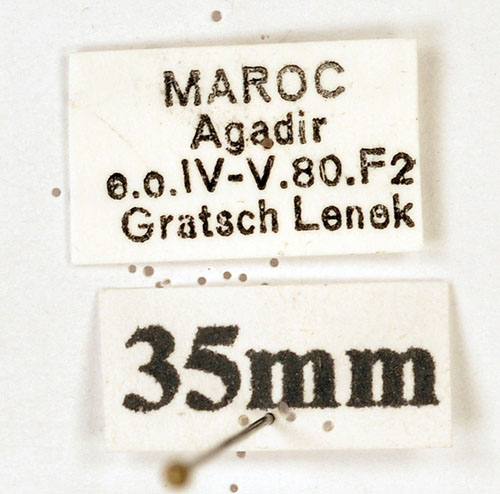 MAROC
Agadir
e.o.IV-V.80.F2
Gratsch Lenek
35mm